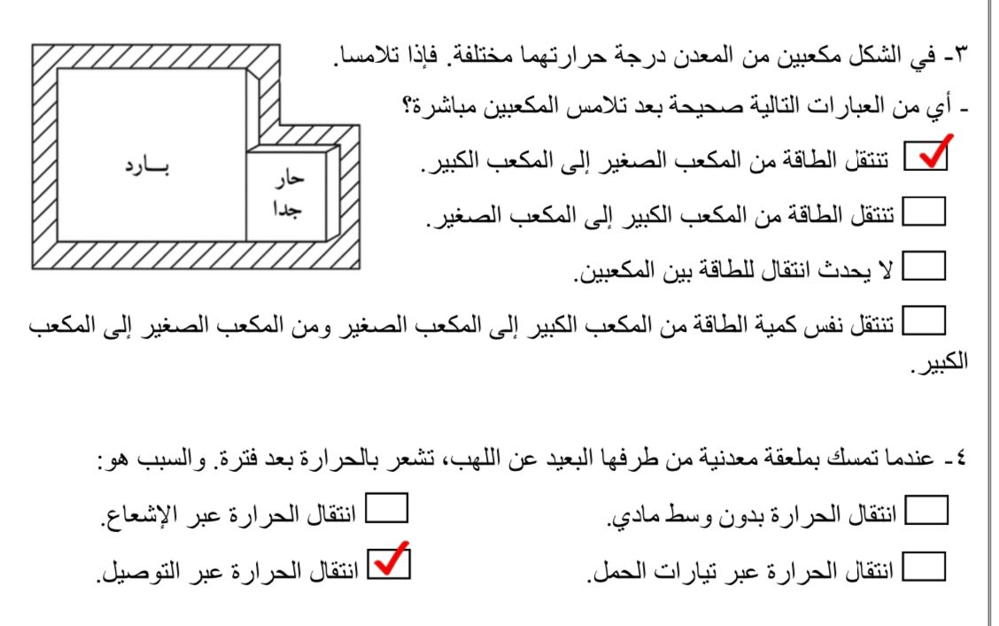 ٣- في الشكل مكعبين من المعدن درجة حرارتهما مختلفة. فإذا تلامسا.
- أي من العبارات التالية صحيحة بعد تلامس المكعبين مباشرة؟
تنتقل الطاقة من المكعب الصغير إلى المكعب الكبير.
تنتقل الطاقة من المكعب الكبير إلى المكعب الصغير.
لا يحدث انتقال للطاقة بين المكعبين.
تنتقل نفس كمية الطاقة من المكعب الكبير إلى المكعب الصغير ومن المكعب الصغير إلى المكعب
الكبير.
بارد
حار
جدا
٤- عندما تمسك بملعقة معدنية من طرفها البعيد عن اللهب، تشعر بالحرارة بعد فترة. والسبب هو:
انتقال الحرارة بدون وسط مادي.
انتقال الحرارة عبر الإشعاع.
انتقال الحرارة عبر تيارات الحمل.
انتقال الحرارة عبر التوصيل.